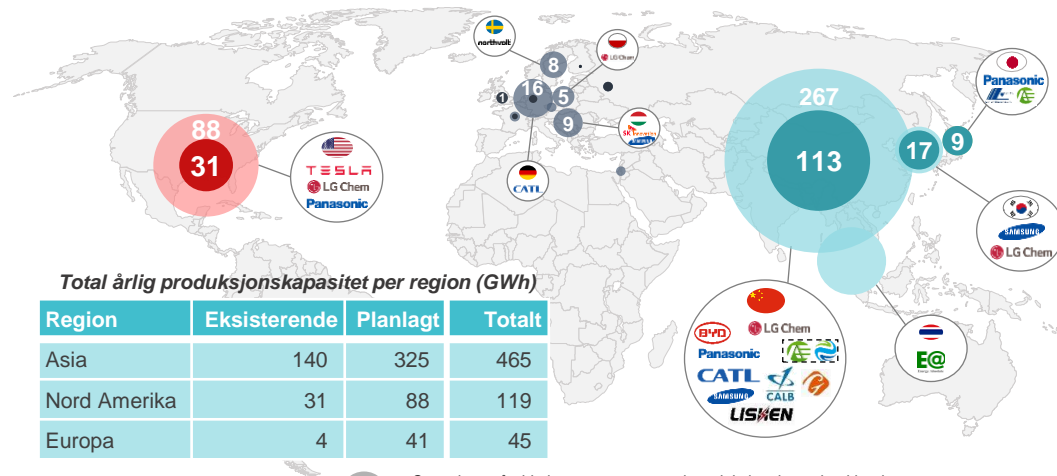 northvolt
LG Chem
8
16
5
1
9
SK Innovation
SAMSUNG
CATL
88
31
TESLA
LG Chem
Panasonic
267
113
17
9
Panasonic
SAMSUNG
LG Chem
Total årlig produksjonskapasitet per region (GWh)
Region Eksisterende Planlagt Totalt
Asia 140 325 465
Nord Amerika 31 88 119
Europa 4 41 45
BYD
LG Chem
Panasonic
CATL
SAMSUNG
CALB
LISHEN
E@